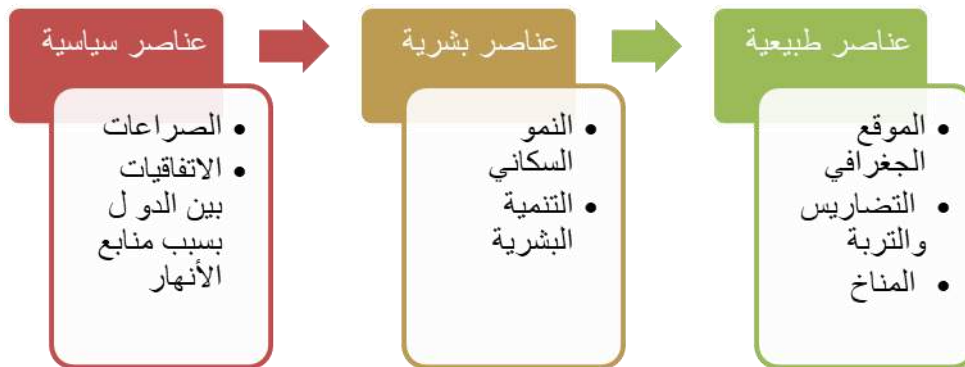 عناصر طبيعية
• الموقع
الجغرافي
• التضاريس
والتربة
• المناخ
عناصر بشرية
• النمو
السكاني
• التنمية
البشرية
عناصر سياسية
• الصراعات
• الاتفاقيات
بين الدو ل
بسبب منابع
الأنهار